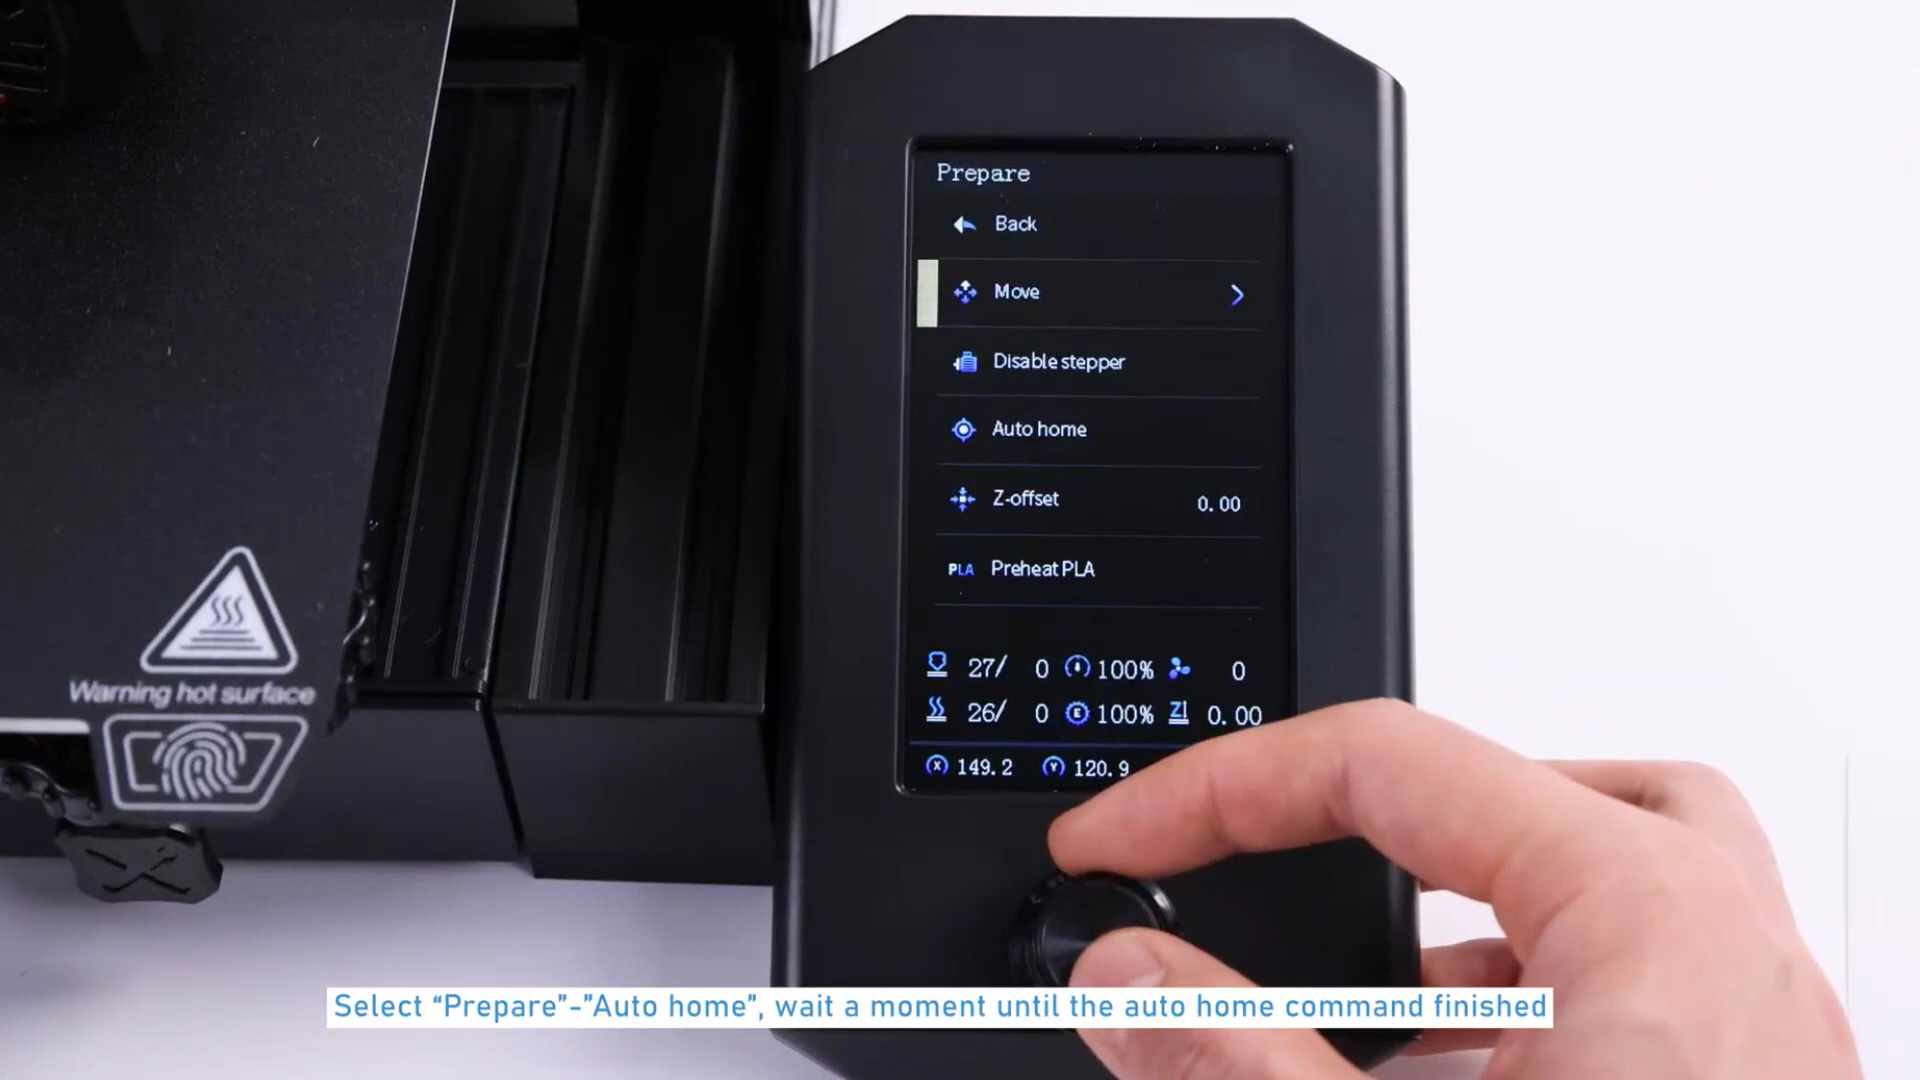 Prepare
Back
Move
Disable stepper
Auto home
Z-offset 0.00
PLA Preheat PLA
27/ 0 100% 0
26/ 0 E 100% Z 0.00
X 149.2 Y 120.9
Warning hot surface
Select “Prepare”-”Auto home”, wait a moment until the auto home command finished